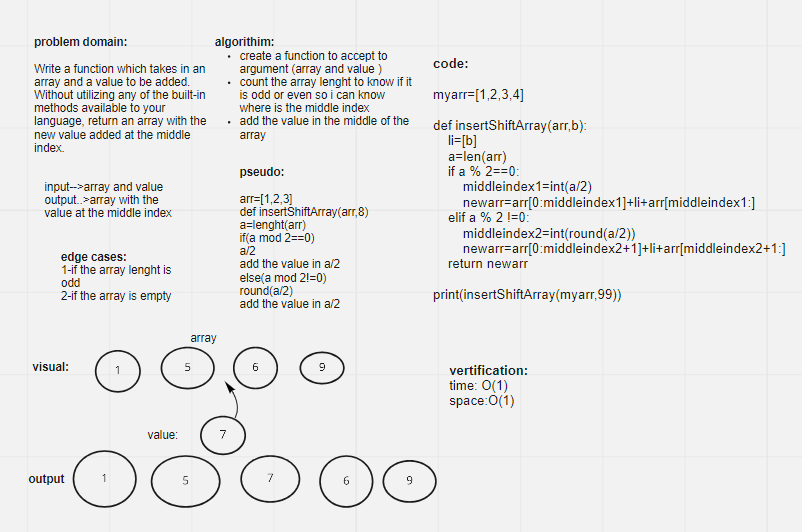 problem domain:
Write a function which takes in an
array and a value to be added.
Without utilizing any of the built-in
methods available to your
language, return an array with the
new value added at the middle
index.
input-->array and value
output..>array with the
value at the middle index
edge cases:
1-if the array lenght is
odd
2-if the array is empty
algorithim:
• create a function to accept to
argument (array and value )
• count the array lenght to know if it
is odd or even so i can know
where is the middle index
• add the value in the middle of the
array
pseudo:
arr=[1,2,3]
def insertShiftArray(arr,8)
a=lenght(arr)
if(a mod 2==0)
a/2
add the value in a/2
else(a mod 2!=0)
round(a/2)
add the value in a/2
code:
myarr=[1,2,3,4]
def insertShiftArray(arr,b):
li=[b]
a=len(arr)
if a % 2==0:
middleindex1=int(a/2)
newarr=arr[0:middleindex1]+li+arr[middleindex1:]
elif a % 2 !=0:
middleindex2=int(round(a/2))
newarr=arr[0:middleindex2+1]+li+arr[middleindex2+1:]
return newarr
print(insertShiftArray(myarr,99))
array
visual:
1
5
6
9
value:
7
output
1
5
7
6
9
vertification:
time: O(1)
space:O(1)